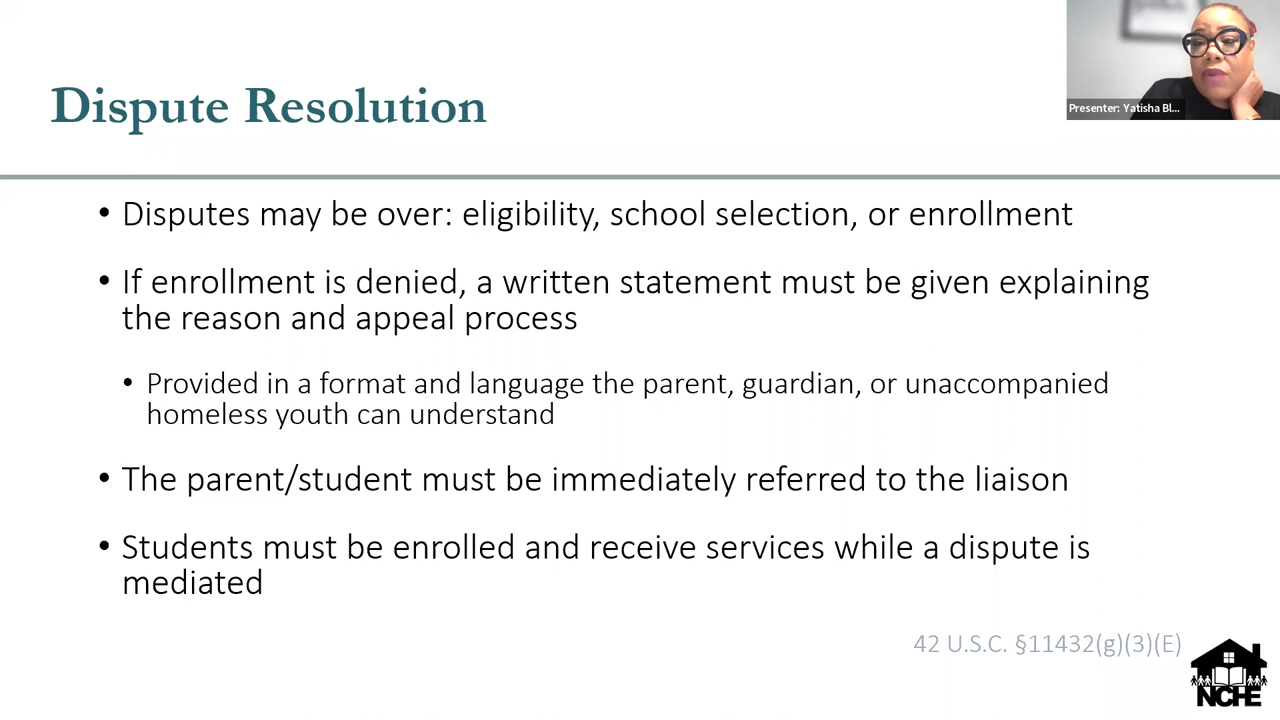 Dispute Resolution
Presenter: Yatisha Bl...
• Disputes may be over: eligibility, school selection, or enrollment
• If enrollment is denied, a written statement must be given explaining
the reason and appeal process
• Provided in a format and language the parent, guardian, or unaccompanied
homeless youth can understand
• The parent/student must be immediately referred to the liaison
• Students must be enrolled and receive services while a dispute is
mediated
42 U.S.C. §11432(g)(3)(E)
NCHE